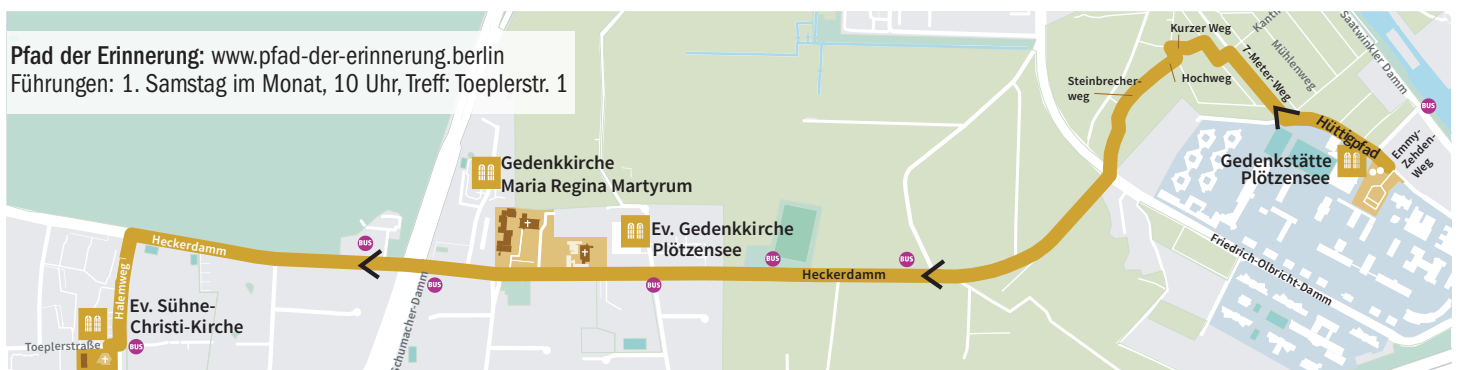 Pfad der Erinnerung: www.pfad-der-erinnerung.berlin
Führungen: 1. Samstag im Monat, 10 Uhr, Treff: Toeplerstr. 1
Kurzer Weg
7-Meter-Weg
Mühlenweg
Saatwinkler Damm
Steinbrecher-
weg
Hochweg
BUS
Hüttigpfad
Emmy-
Zehden-
Weg
Gedenkstätte
Plötzensee
Gedenkkirche
Maria Regina Martyrum
Ev. Gedenkkirche
Plötzensee
Friedrich-Olbricht-Damm
Heckerdamm
BUS
BUS
BUS
Heckerdamm
BUS
BUS
Schumacher-Damm
Halemweg
Ev. Sühne-
Christi-Kirche
Toeplerstraße
BUS